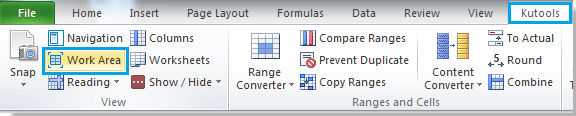 File Home Insert Page Layout Formulas Data Review View Kutools
Navigation Columns Compare Ranges To Actual
Snap Work Area Worksheets Range Converter Prevent Duplicate Content Converter Round
Reading Show / Hide Copy Ranges Combine
View Ranges and Cells